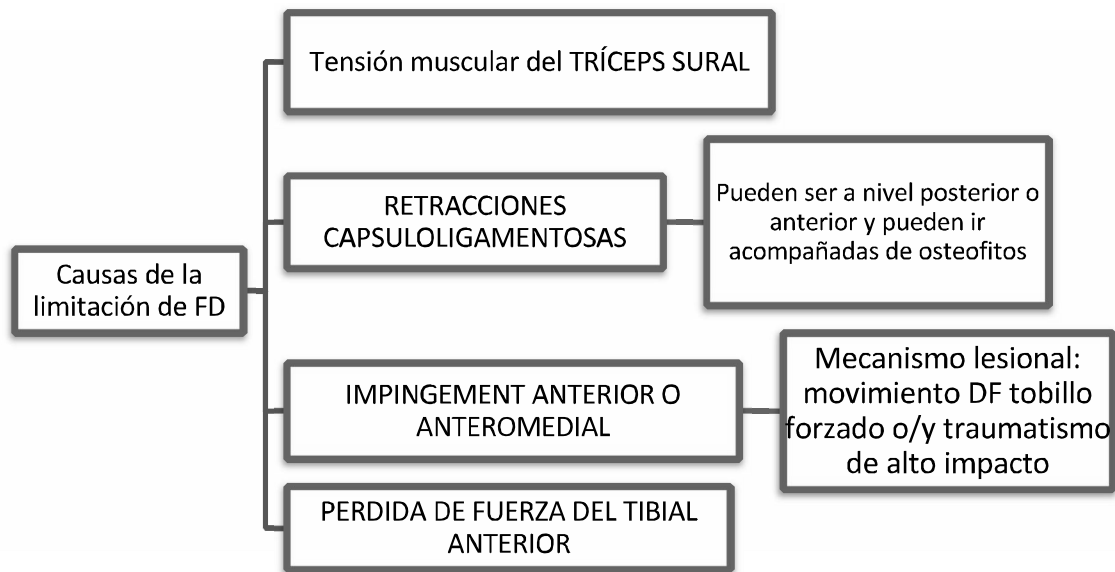 Causas de la
limitación de FD
Tensión muscular del TRÍCEPS SURAL
RETRACCIONES
CAPSULOLIGAMENTOSAS
Pueden ser a nivel posterior o
anterior y pueden ir
acompañadas de osteofitos
IMPINGEMENT ANTERIOR O
ANTEROMEDIAL
Mecanismo lesional:
movimiento DF tobillo
forzado o/y traumatismo
de alto impacto
PERDIDA DE FUERZA DEL TIBIAL
ANTERIOR